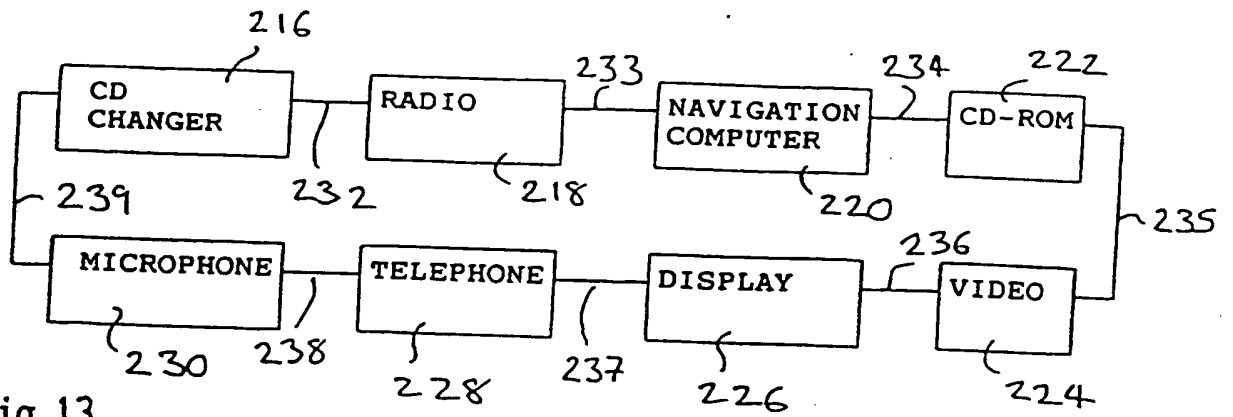 216
CD
CHANGER
232
RADIO
218
233
NAVIGATION
COMPUTER
220
234
222
CD-ROM
235
239
MICROPHONE
230
238
TELEPHONE
228
237
DISPLAY
226
236
VIDEO
224
Fig. 13